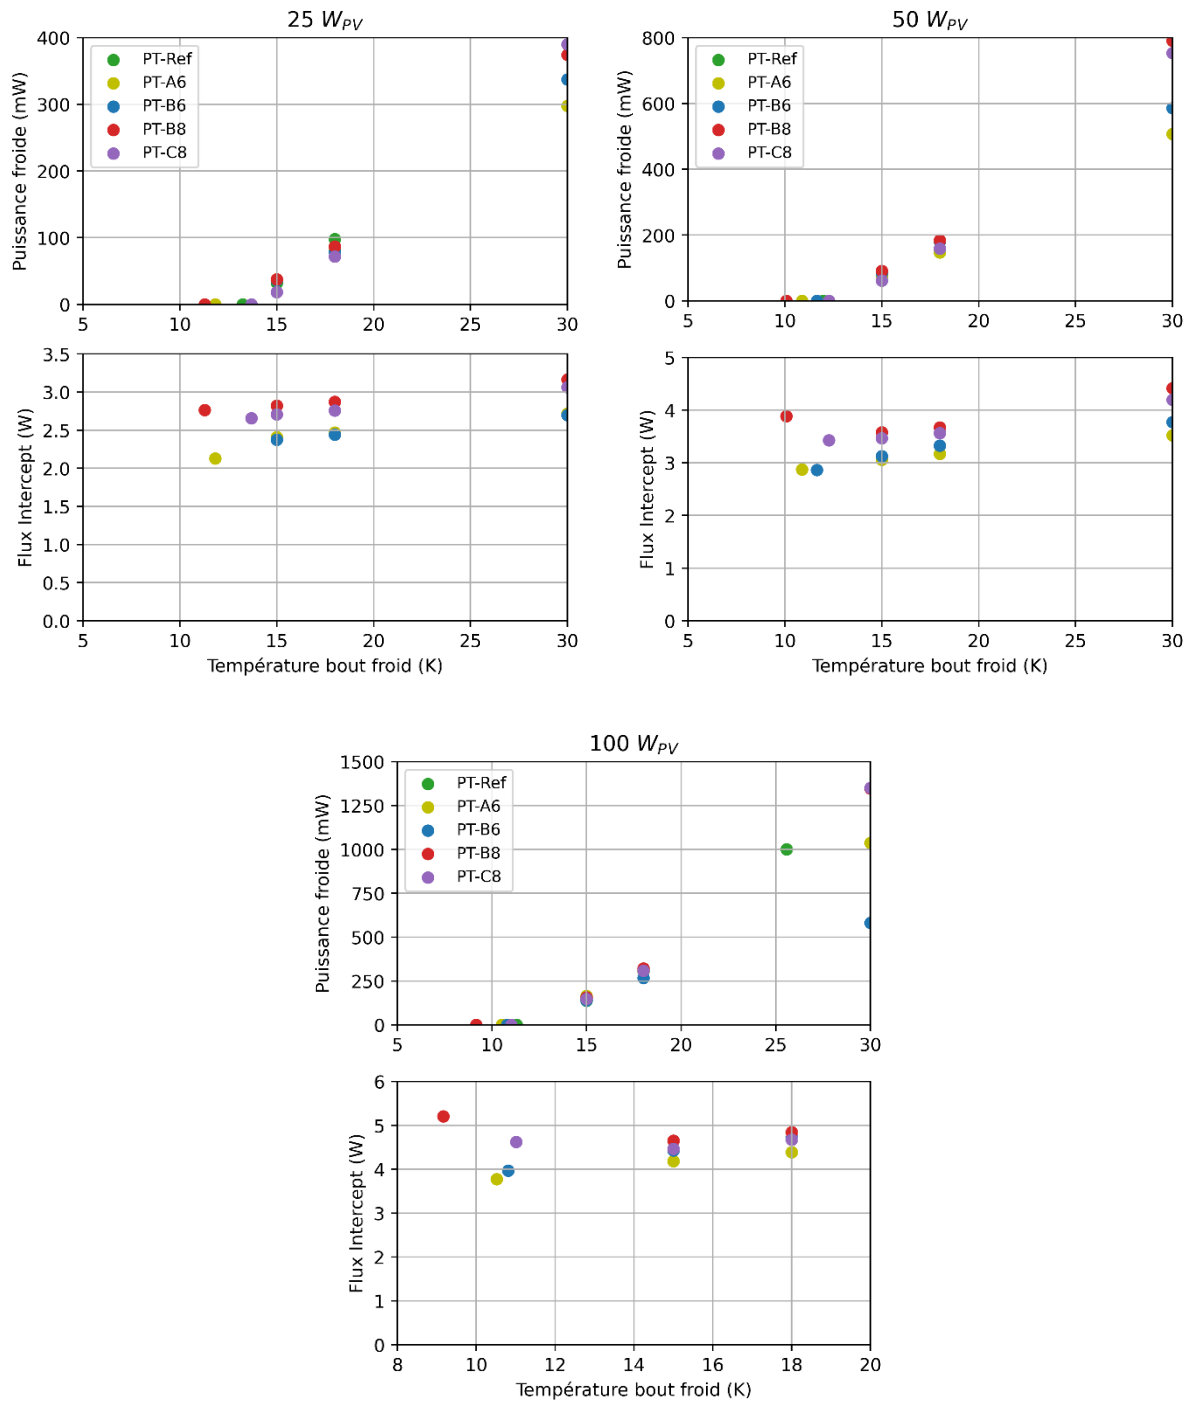 25 W_PV
Puissance froide (mW)
400
300
200
100
0
PT-Ref
PT-A6
PT-B6
PT-B8
PT-C8
5 10 15 20 25 30
Flux Intercept (W)
3.5
3.0
2.5
2.0
1.5
1.0
0.5
0.0
5 10 15 20 25 30
Température bout froid (K)
50 W_PV
Puissance froide (mW)
800
600
400
200
0
PT-Ref
PT-A6
PT-B6
PT-B8
PT-C8
5 10 15 20 25 30
Flux Intercept (W)
5
4
3
2
1
0
5 10 15 20 25 30
Température bout froid (K)
100 W_PV
Puissance froide (mW)
1500
1250
1000
750
500
250
0
PT-Ref
PT-A6
PT-B6
PT-B8
PT-C8
5 10 15 20 25 30
Flux Intercept (W)
6
5
4
3
2
1
0
8 10 12 14 16 18 20
Température bout froid (K)